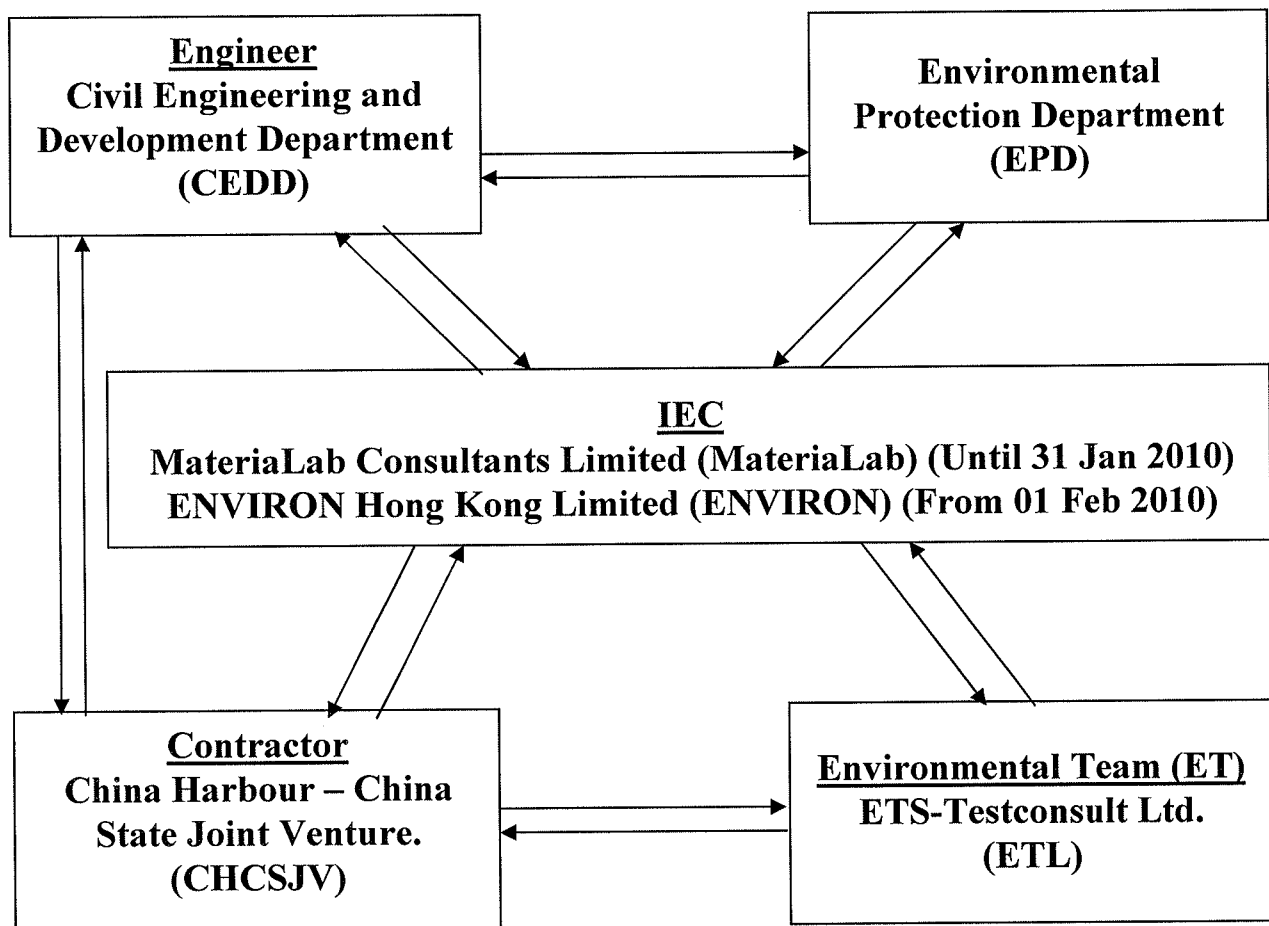 Engineer
Civil Engineering and
Development Department
(CEDD)
Environmental
Protection Department
(EPD)
IEC
MateriaLab Consultants Limited (MateriaLab) (Until 31 Jan 2010)
ENVIRON Hong Kong Limited (ENVIRON) (From 01 Feb 2010)
Contractor
China Harbour – China
State Joint Venture.
(CHCSJV)
Environmental Team (ET)
ETS-Testconsult Ltd.
(ETL)